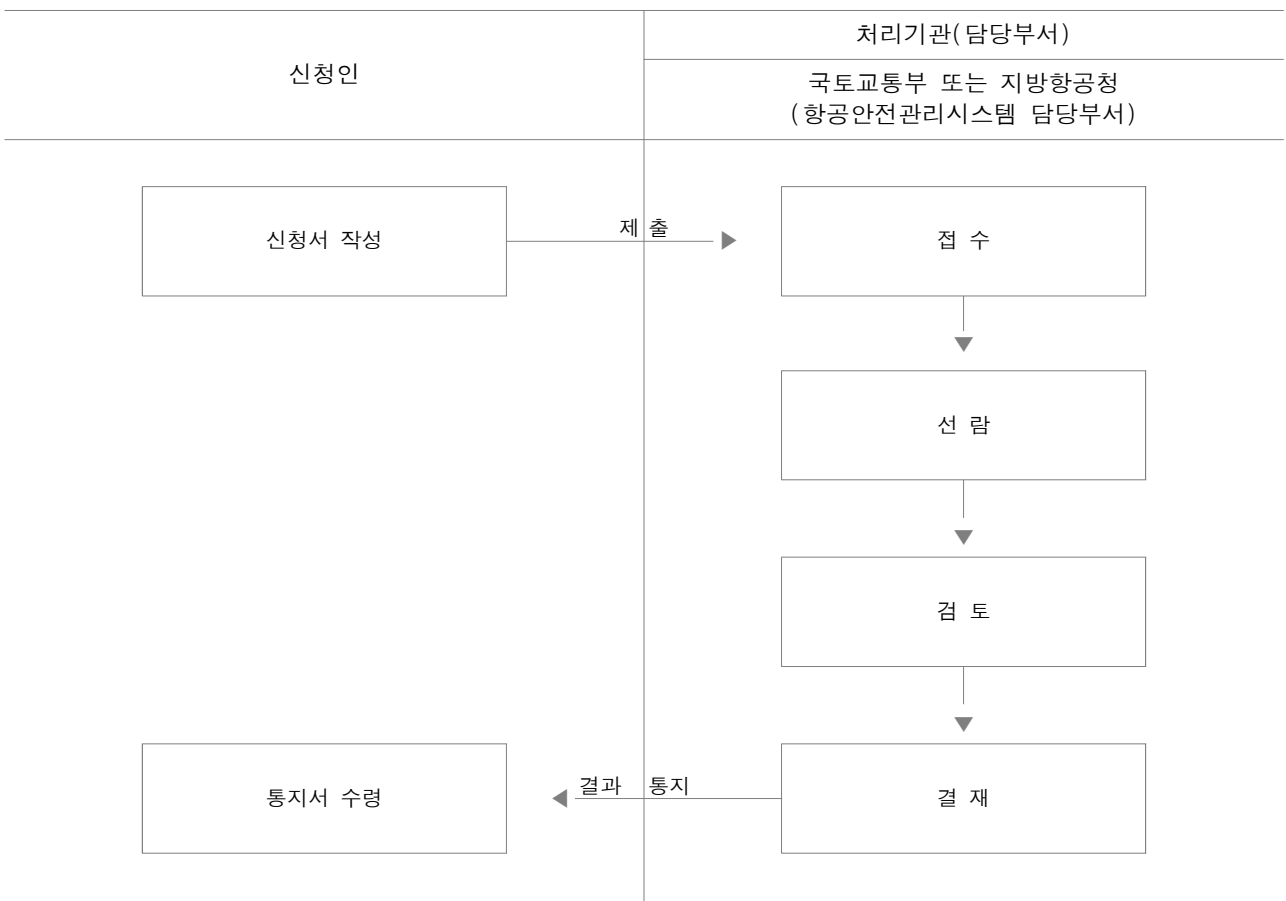 신청인
처리기관(담당부서)
국토교통부 또는 지방항공청
(항공안전관리시스템 담당부서)
신청서 작성
제 출
접 수
선 람
검 토
통지서 수령
결과 통지
결 재